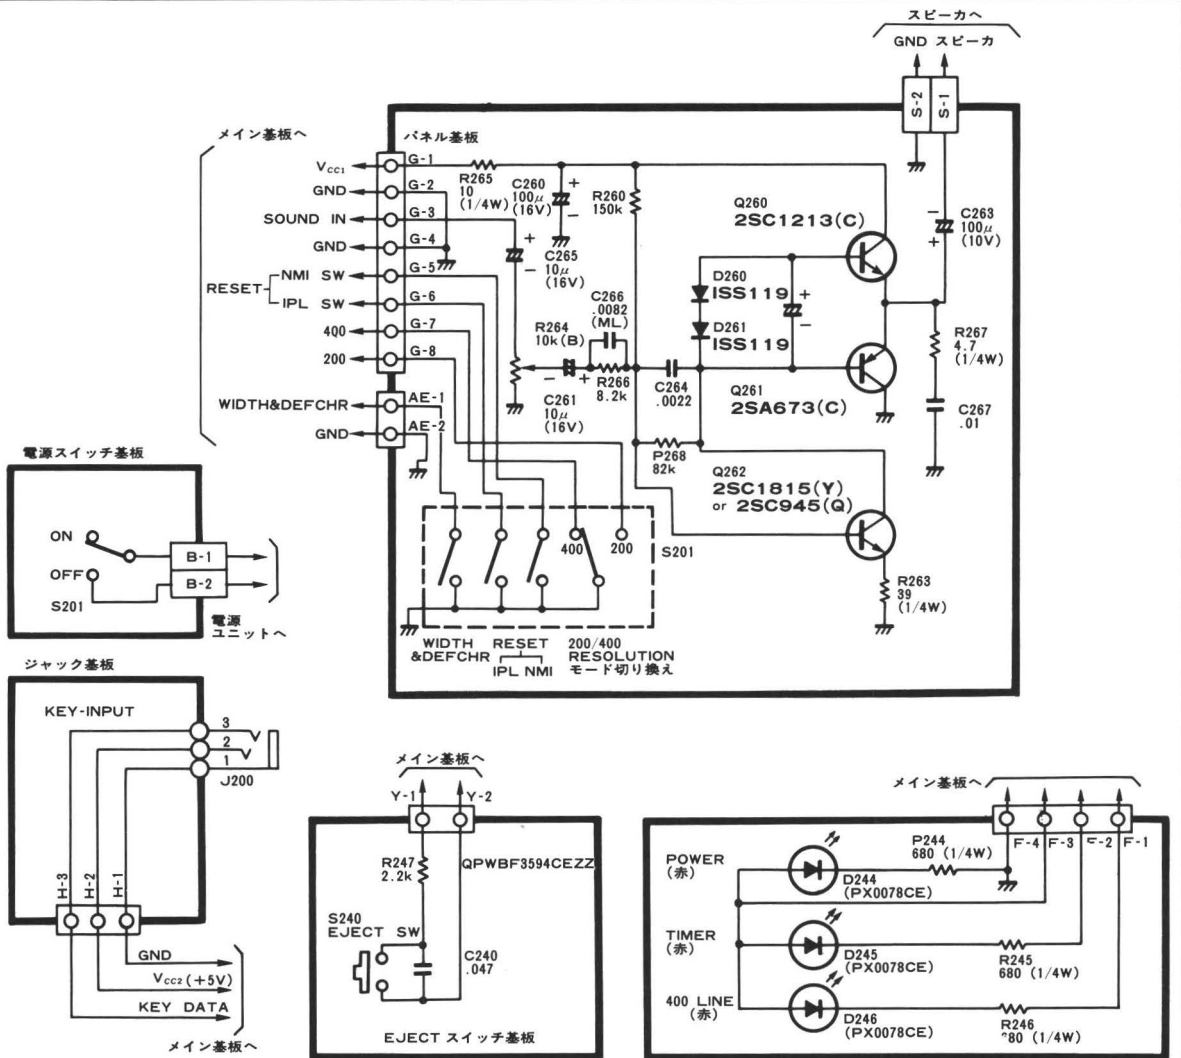 スピーカへ
GND スピーカ
S-2
S-1
メイン基板へ
パネル基板
VCC1
G-1
GND
G-2
SOUND IN
G-3
GND
G-4
RESET
NMI SW
G-5
IPL SW
G-6
400
G-7
200
G-8
WIDTH&DEFCHR
AE-1
GND
AE-2
R265
10
(1/4W)
C260
100μ
(16V)
+
-
R260
150k
+
-
C265
10μ
(16V)
Q260
2SC1213(C)
-
+
C263
100μ
(10V)
D260
ISS119
+
-
D261
ISS119
C266
.0082
(ML)
R264
10k(B)
-
+
R266
8.2k
C261
10μ
(16V)
C264
.0022
Q261
2SA673(C)
R267
4.7
(1/4W)
C267
.01
P268
82k
Q262
2SC1815(Y)
or 2SC945(Q)
R263
39
(1/4W)
400
200
S201
WIDTH
&DEFCHR
RESET
IPL NMI
200/400
RESOLUTION
モード切り換え
電源スイッチ基板
ON
OFF
S201
B-1
B-2
電源
ユニットへ
ジャック基板
KEY-INPUT
3
2
1
J200
H-3
H-2
H-1
GND
VCC2 (+5V)
KEY DATA
メイン基板へ
メイン基板へ
Y-1
Y-2
R247
2.2k
QPWBF3594CEZZ
S240
EJECT SW
C240
.047
EJECT スイッチ基板
メイン基板へ
F-4
F-3
F-2
F-1
POWER
(赤)
D244
(PX0078CE)
P244
680 (1/4W)
TIMER
(赤)
D245
(PX0078CE)
R245
680 (1/4W)
400 LINE
(赤)
D246
(PX0078CE)
R246
80 (1/4W)